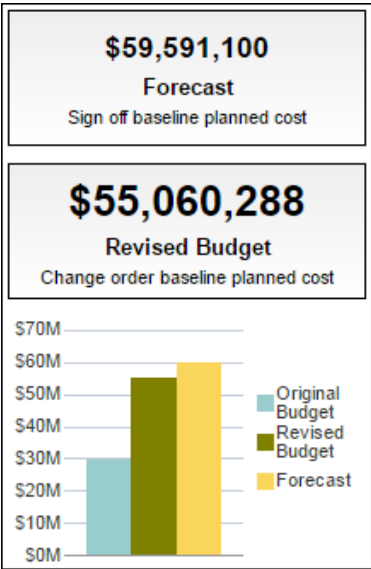 $59,591,100
Forecast
Sign off baseline planned cost
$55,060,288
Revised Budget
Change order baseline planned cost
$70M
$60M
$50M
$40M
$30M
$20M
$10M
$0M
Original
Budget
Revised
Budget
Forecast